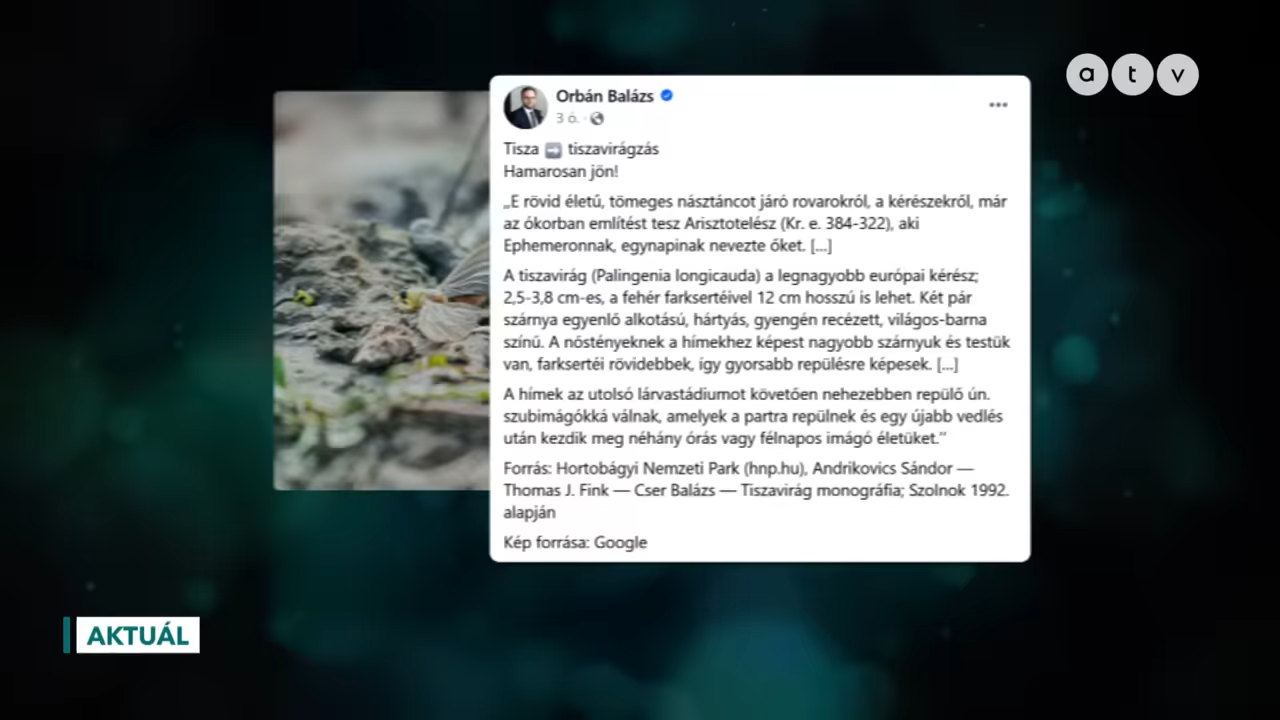 atv
Orbán Balázs
3 ó.
Tisza ➡️ tiszavirágzás
Hamarosan jön!
„E rövid életű, tömeges násztáncot járó rovarokról, a kérészekről, már
az ókorban említést tesz Arisztotelész (Kr. e. 384-322), aki
Ephemeronnak, egynapinak nevezte őket. [...]
A tiszavirág (Palingenia longicauda) a legnagyobb európai kérész;
2,5-3,8 cm-es, a fehér farksertéivel 12 cm hosszú is lehet. Két pár
szárnya egyenlő alkotású, hártyás, gyengén recézett, világos-barna
színű. A nőstényeknek a hímekhez képest nagyobb szárnyuk és testük
van, farksertéi rövidebbek, így gyorsabb repülésre képesek. [...]
A hímek az utolsó lárvastádiumot követően nehezebben repülő ún.
szubimágókká válnak, amelyek a partra repülnek és egy újabb vedlés
után kezdik meg néhány órás vagy félnapos imágó életüket.”
Forrás: Hortobágyi Nemzeti Park (hnp.hu), Andrikovics Sándor —
Thomas J. Fink — Cser Balázs — Tiszavirág monográfia; Szolnok 1992.
alapján
Kép forrása: Google
AKTUÁL